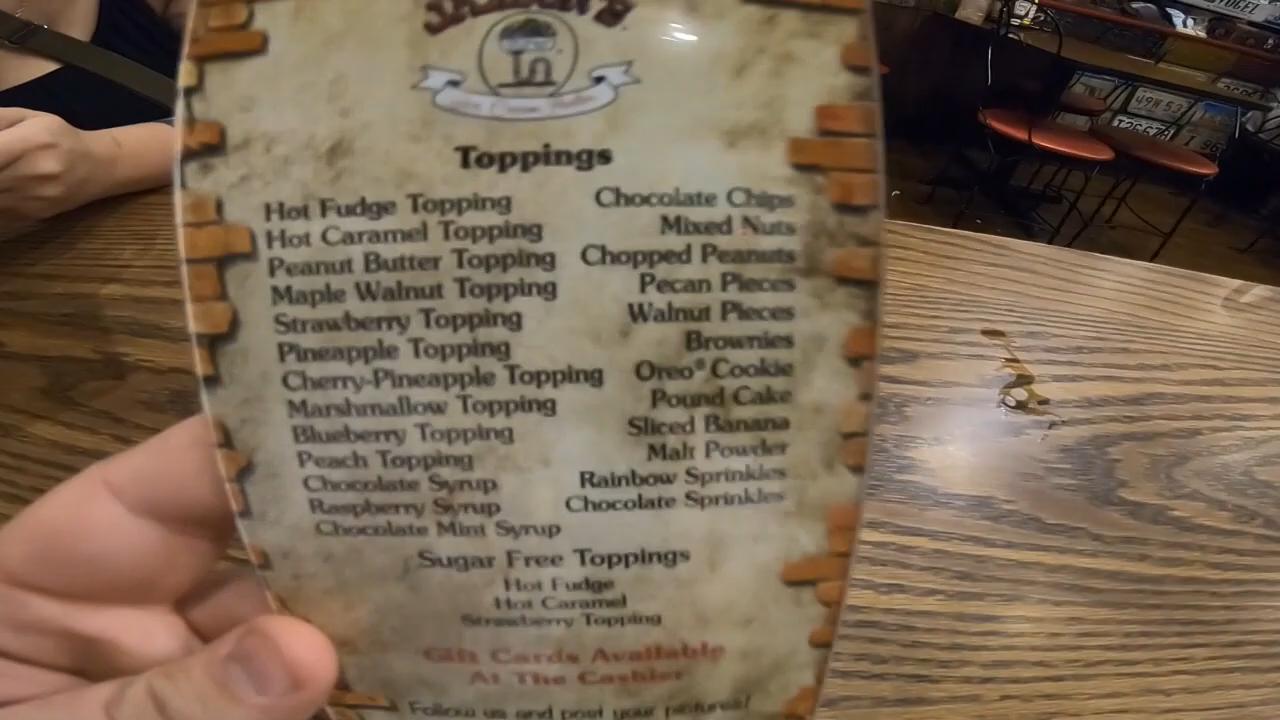 Toppings
Hot Fudge Topping
Hot Caramel Topping
Peanut Butter Topping
Maple Walnut Topping
Strawberry Topping
Pineapple Topping
Cherry-Pineapple Topping
Marshmallow Topping
Blueberry Topping
Peach Topping
Chocolate Syrup
Raspberry Syrup
Chocolate Mint Syrup
Chocolate Chips
Mixed Nuts
Chopped Peanuts
Pecan Pieces
Walnut Pieces
Brownies
Oreo® Cookie
Pound Cake
Sliced Banana
Malt Powder
Rainbow Sprinkles
Chocolate Sprinkles
Sugar Free Toppings
Hot Fudge
Hot Caramel
Strawberry Topping
Gift Cards Available
At The Cashier
Follow us and post your pictures!